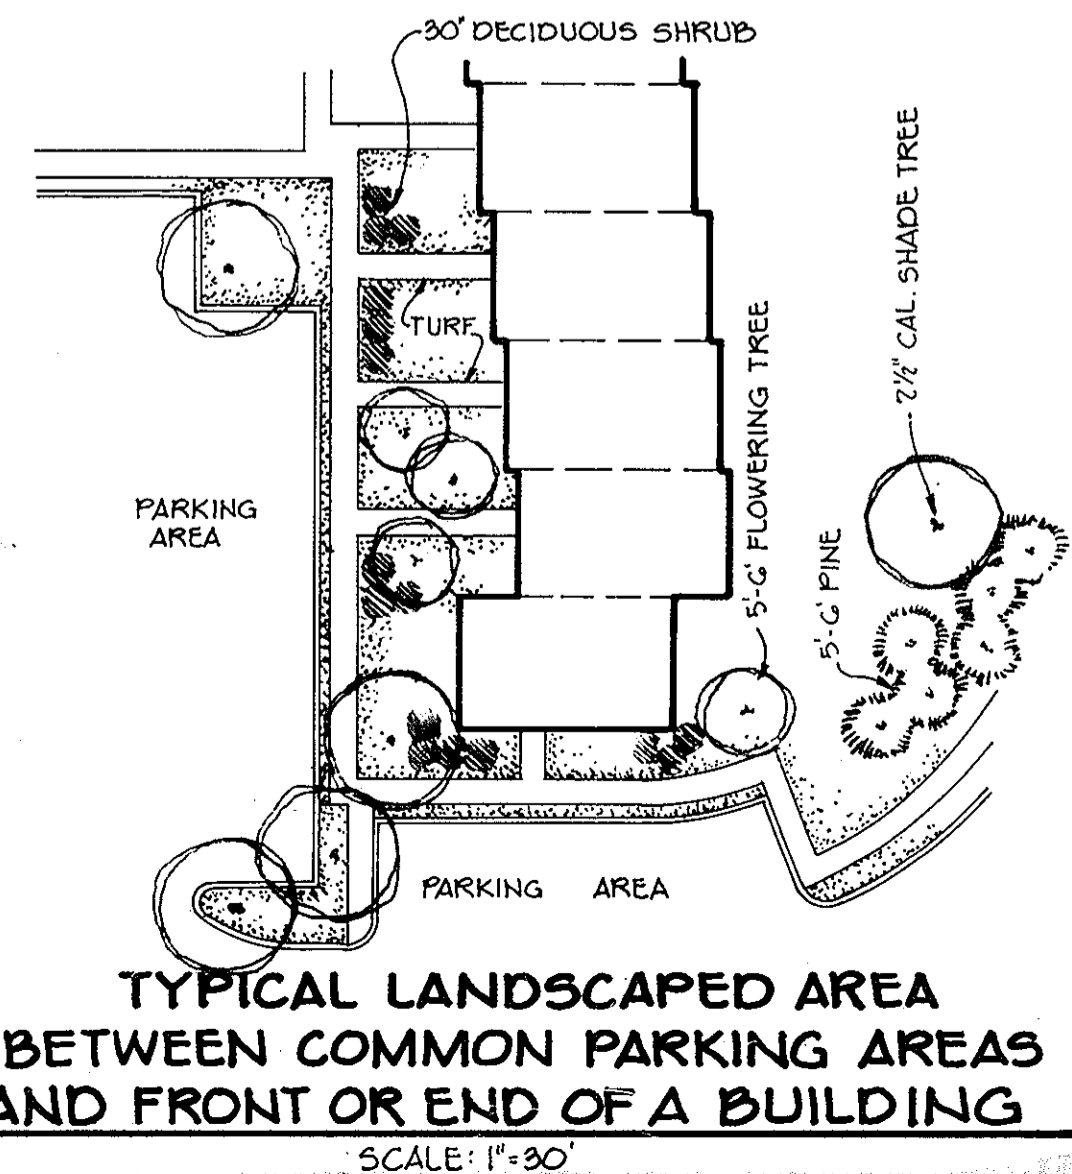 30" DECIDUOUS SHRUB
2½" CAL. SHADE TREE
TURF
5'-6' FLOWERING TREE
PARKING
AREA
5'-6' PINE
PARKING AREA
TYPICAL LANDSCAPED AREA
BETWEEN COMMON PARKING AREAS
AND FRONT OR END OF A BUILDING
SCALE: 1"=30'